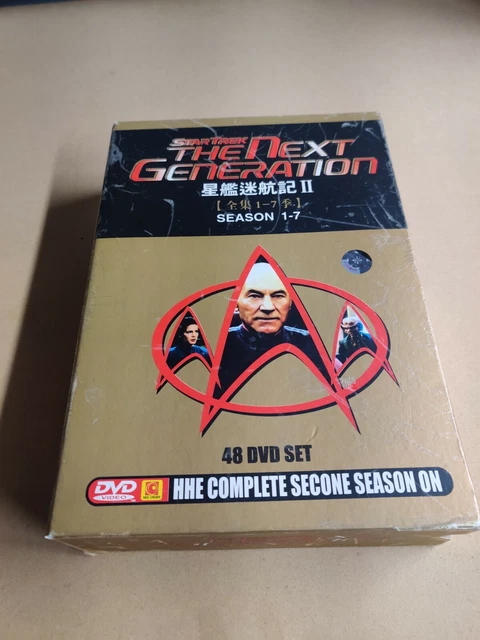 STAR TREK
THE NEXT
GENERATION
星艦迷航記 II
【全集1-7季】
SEASON 1-7
48 DVD SET
DVD
VIDEO
HHE COMPLETE SECONE SEASON ON